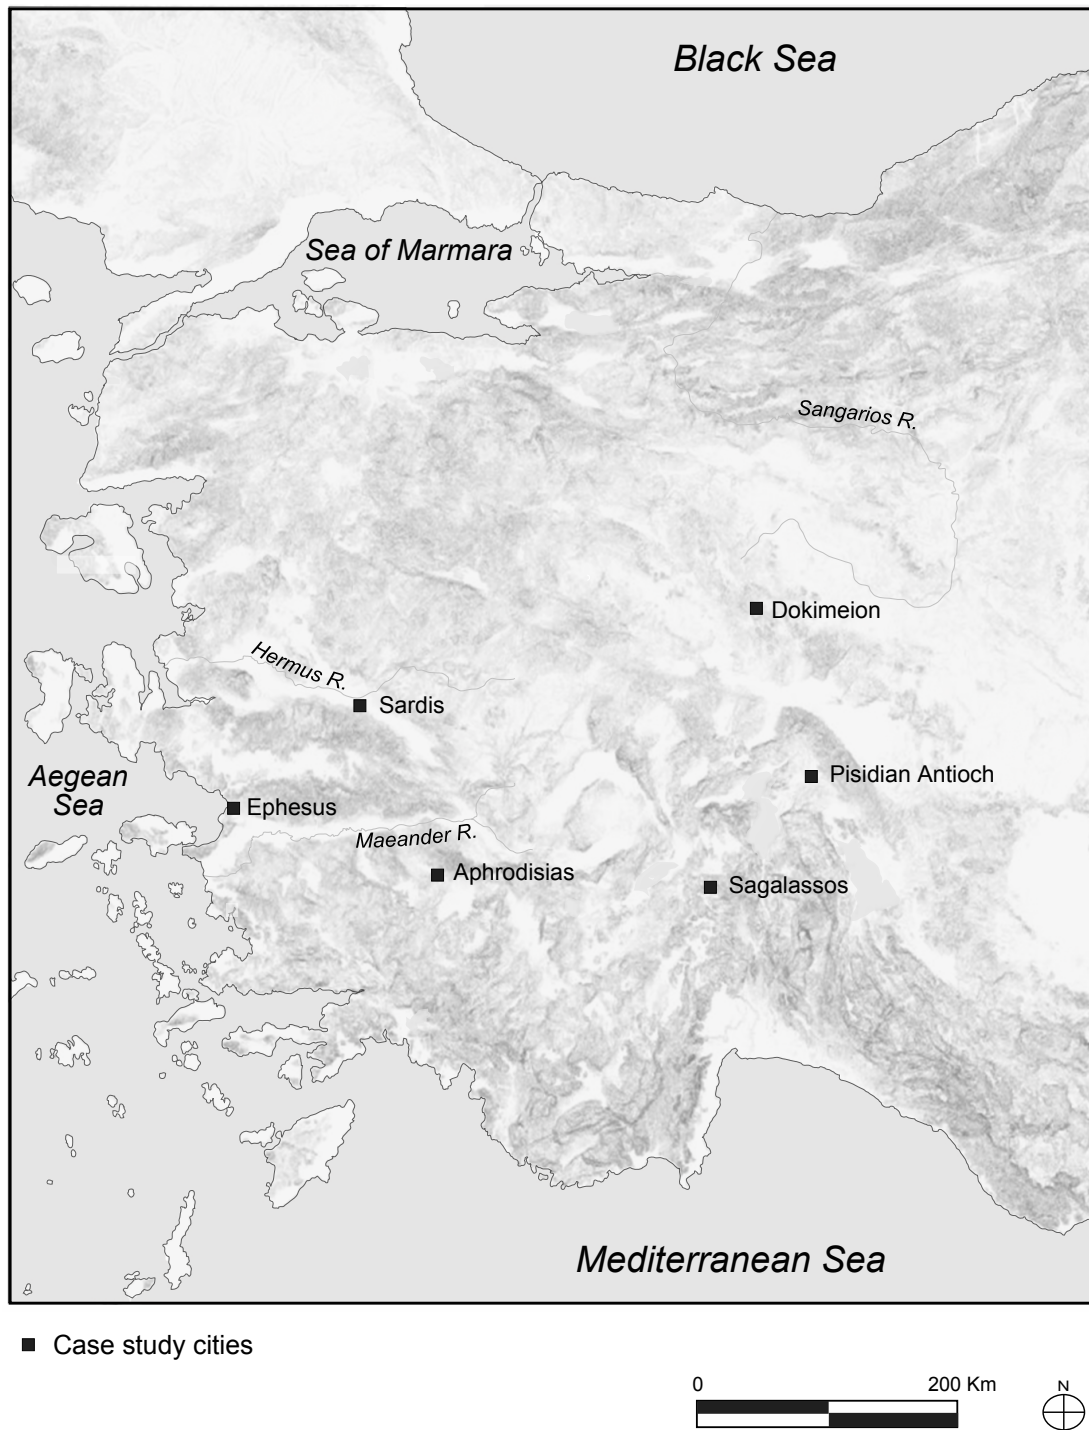 Black Sea
Sea of Marmara
Sangarios R.
Dokimeion
Hermus R.
Sardis
Aegean
Sea
Pisidian Antioch
Ephesus
Maeander R.
Aphrodisias
Sagalassos
Mediterranean Sea
Case study cities
0 200 Km
N